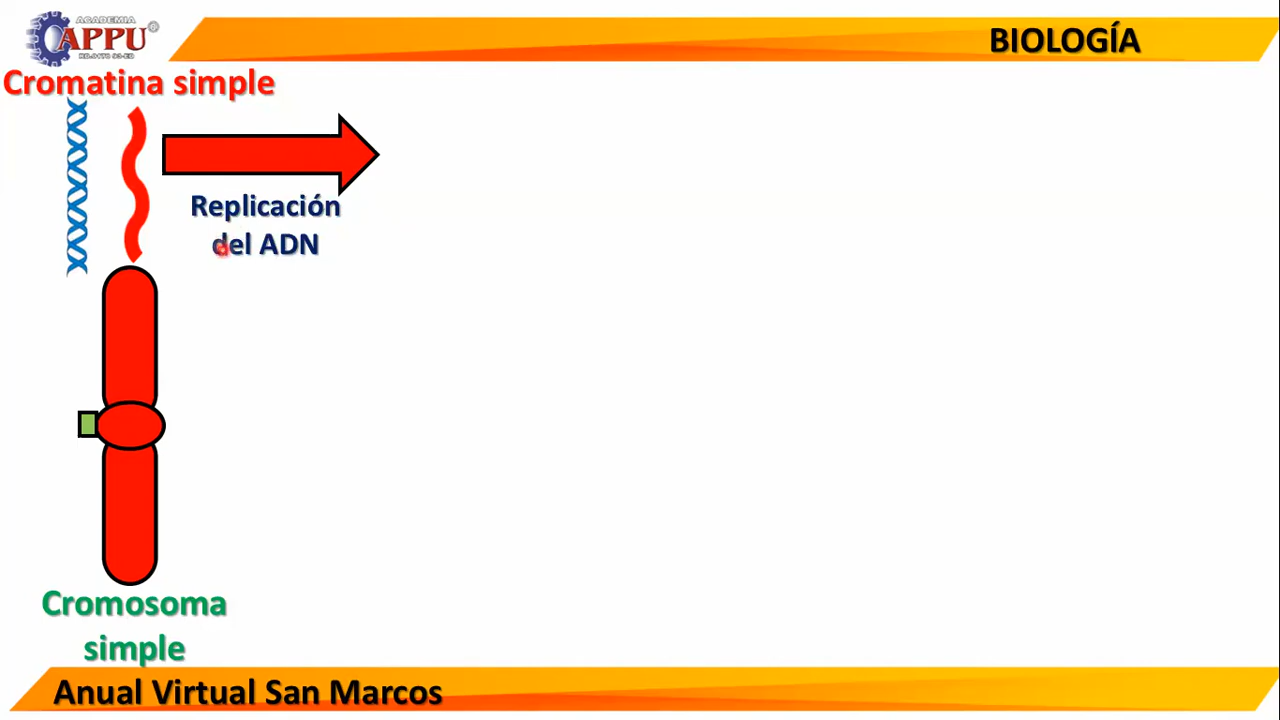 ACADEMIA
APPU
BIOLOGÍA
Cromatina simple
Replicación
del ADN
Cromosoma
simple
Anual Virtual San Marcos